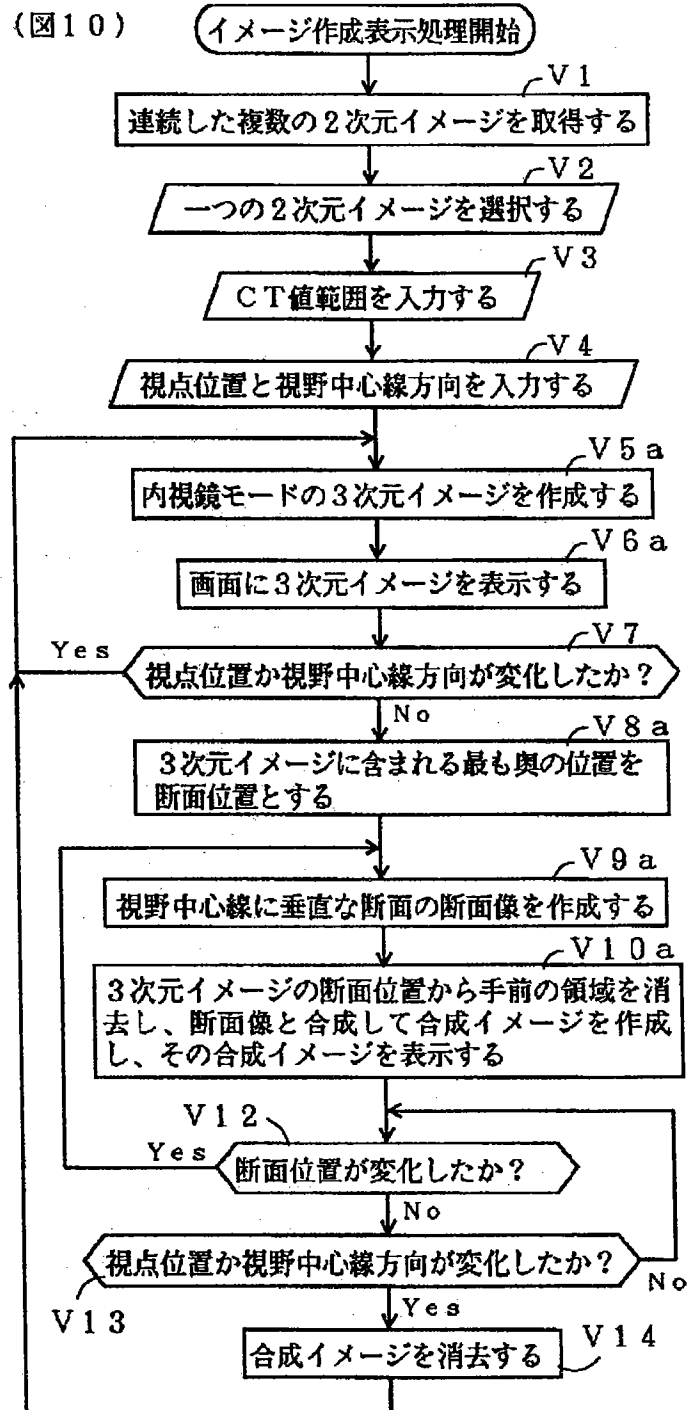 (図10)
イメージ作成表示処理開始
V1
連続した複数の2次元イメージを取得する
V2
一つの2次元イメージを選択する
V3
CT値範囲を入力する
V4
視点位置と視野中心線方向を入力する
V5a
内視鏡モードの3次元イメージを作成する
V6a
画面に3次元イメージを表示する
V7
Yes
視点位置か視野中心線方向が変化したか?
No
V8a
3次元イメージに含まれる最も奥の位置を
断面位置とする
V9a
視野中心線に垂直な断面の断面像を作成する
V10a
3次元イメージの断面位置から手前の領域を消
去し、断面像と合成して合成イメージを作成
し、その合成イメージを表示する
V12
Yes
断面位置が変化したか?
No
視点位置か視野中心線方向が変化したか?
No
V13
Yes
V14
合成イメージを消去する